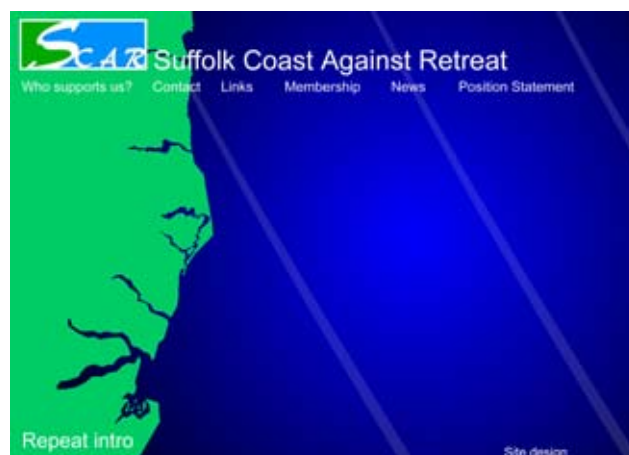 SCAR Suffolk Coast Against Retreat
Who supports us? Contact Links Membership News Position Statement
Repeat intro
Site design